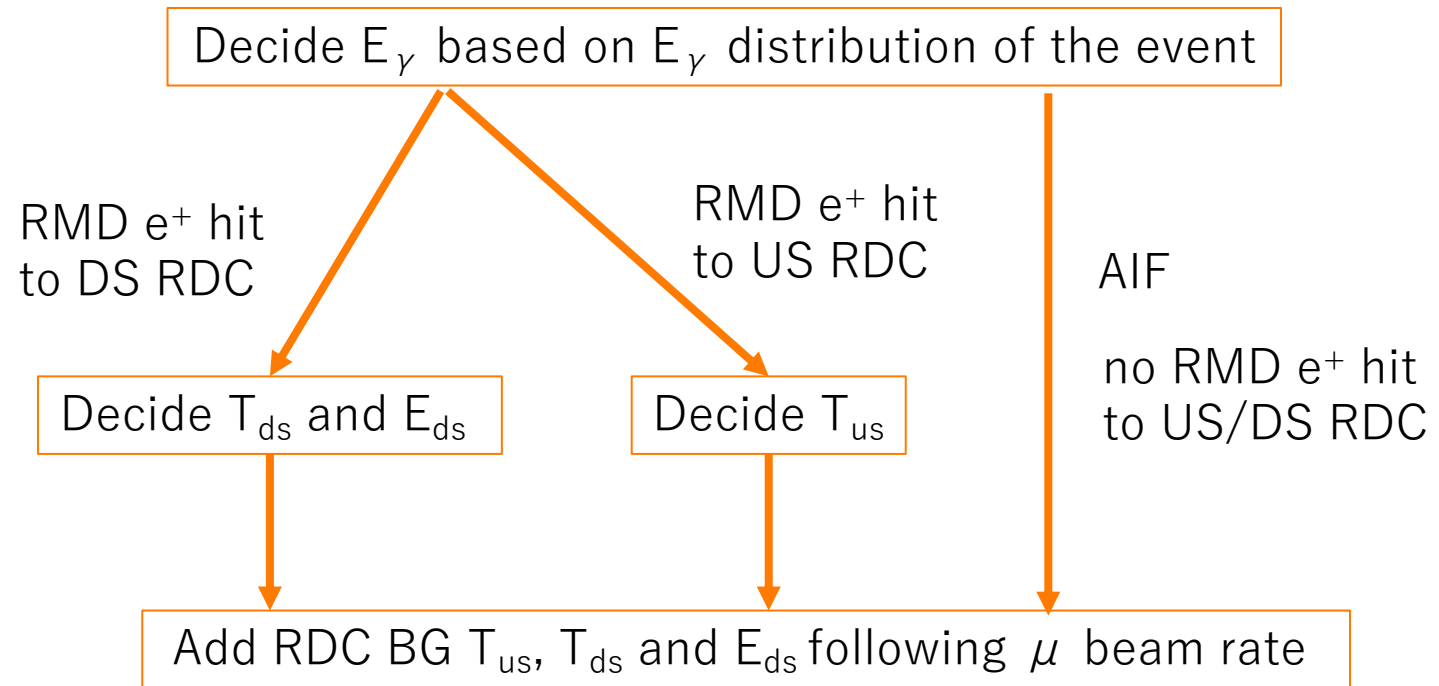 Decide Eγ based on Eγ distribution of the event
RMD e⁺ hit
to DS RDC
RMD e⁺ hit
to US RDC
AIF
no RMD e⁺ hit
to US/DS RDC
Decide Tds and Eds
Decide Tus
Add RDC BG Tus, Tds and Eds following μ beam rate